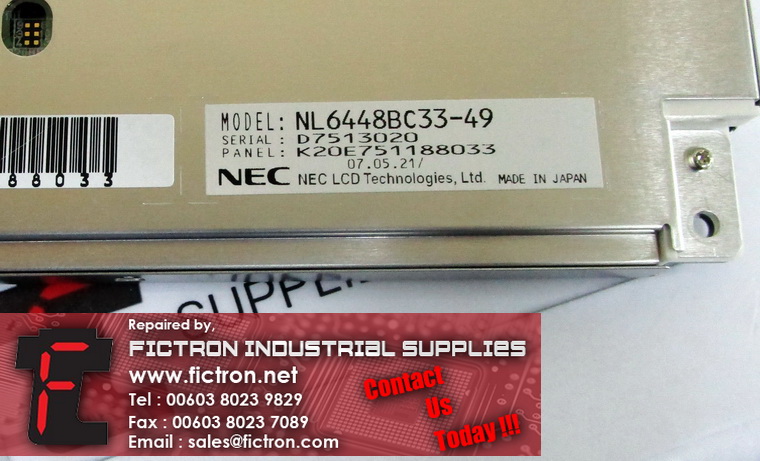 MODEL: NL6448BC33-49
SERIAL: D7513020
PANEL: K20E751188033
07.05.21/
NEC NEC LCD Technologies, Ltd. MADE IN JAPAN
88033
Repaired by,
FICTRON INDUSTRIAL SUPPLIES
www.fictron.net
Tel : 00603 8023 9829
Fax : 00603 8023 7089
Email : sales@fictron.com
Contact
Us
Today !!!